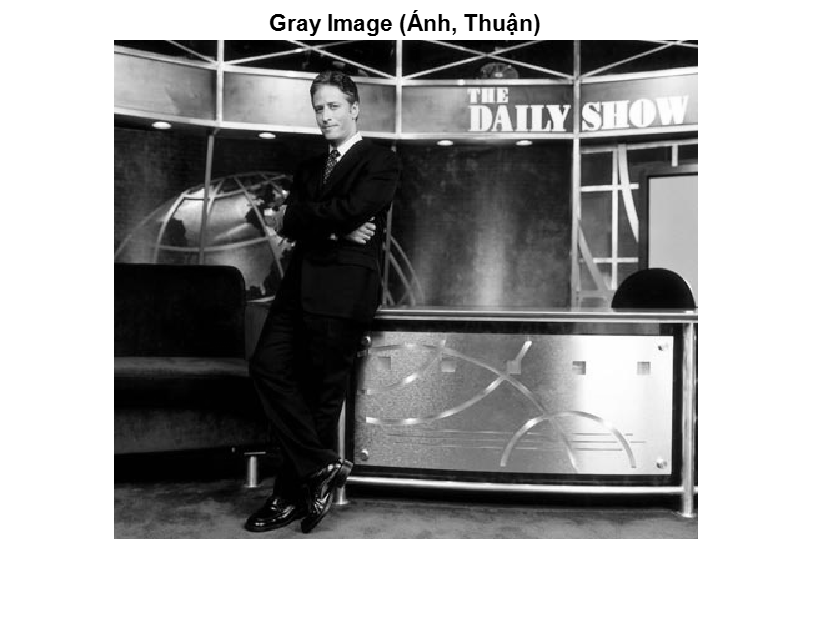 Gray Image (Ánh, Thuận)
THE
DAILY SHOW